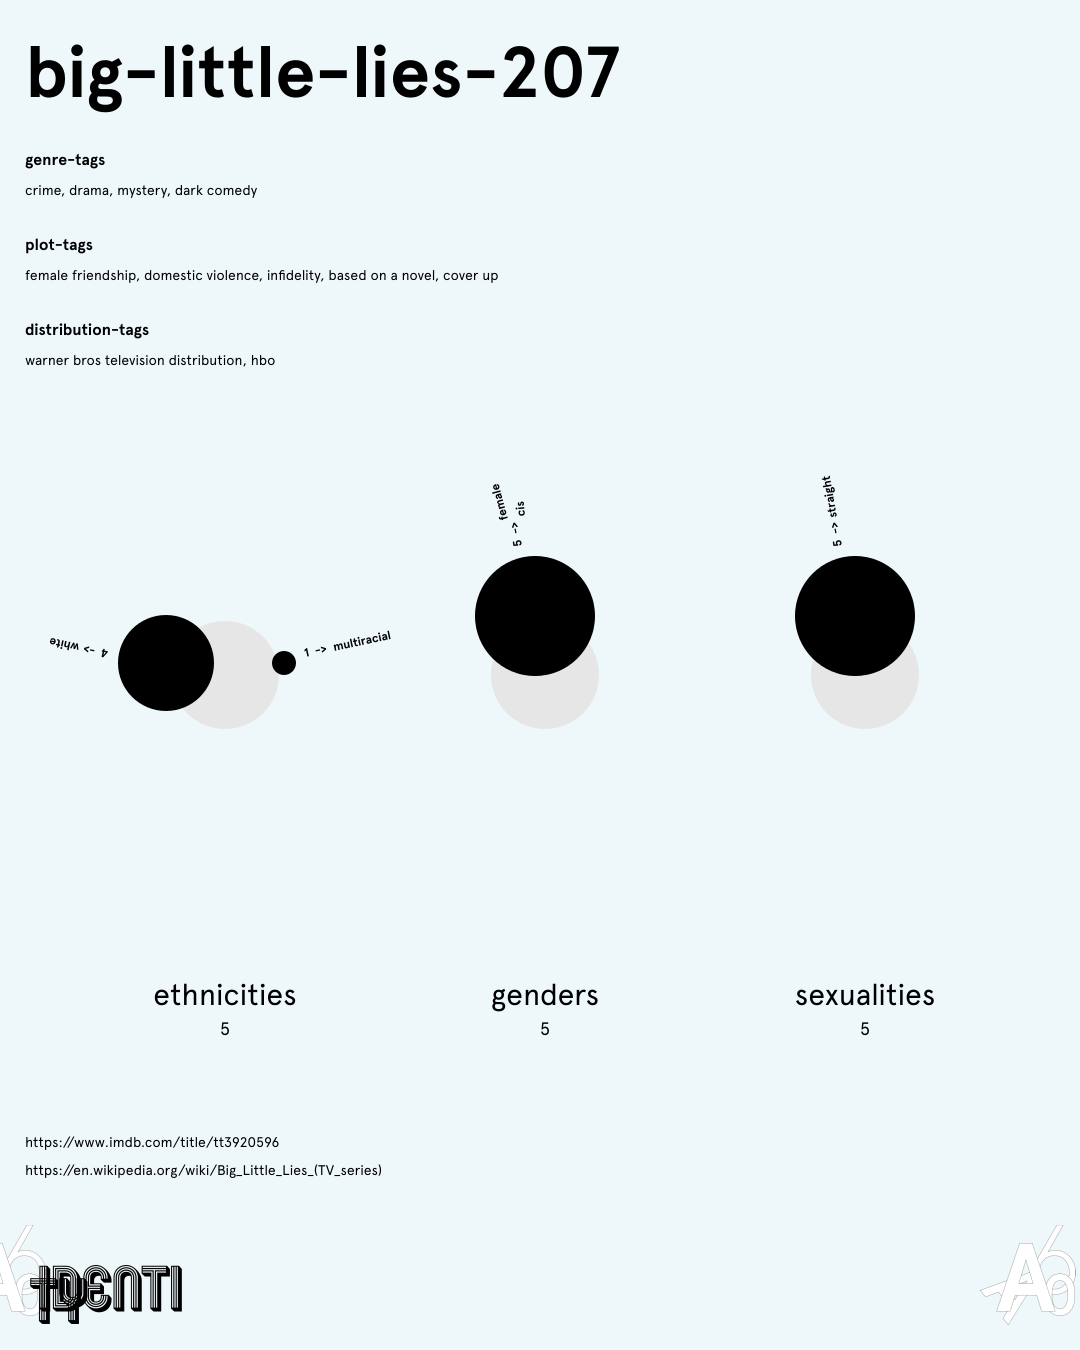 big-little-lies-207
genre-tags
crime, drama, mystery, dark comedy
plot-tags
female friendship, domestic violence, infidelity, based on a novel, cover up
distribution-tags
warner bros television distribution, hbo
4 -> white
1 -> multiracial
5 -> cis female
5 -> straight
ethnicities
5
genders
5
sexualities
5
https://www.imdb.com/title/tt3920596
https://en.wikipedia.org/wiki/Big_Little_Lies_(TV_series)
IDENTI
TY